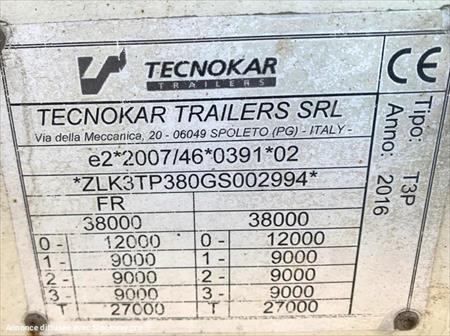 TECNOKAR
TRAILERS
CE
TECNOKAR TRAILERS SRL
Via della Meccanica, 20 - 06049 SPOLETO (PG) - ITALY -
Tipo: T3P
Anno: 2016
e2*2007/46*0391*02
*ZLK3TP380GS002994*
FR
38000 38000
0 - 12000 0 - 12000
1 - 9000 1 - 9000
2 - 9000 2 - 9000
3 - 9000 3 - 9000
T 27000 T 27000